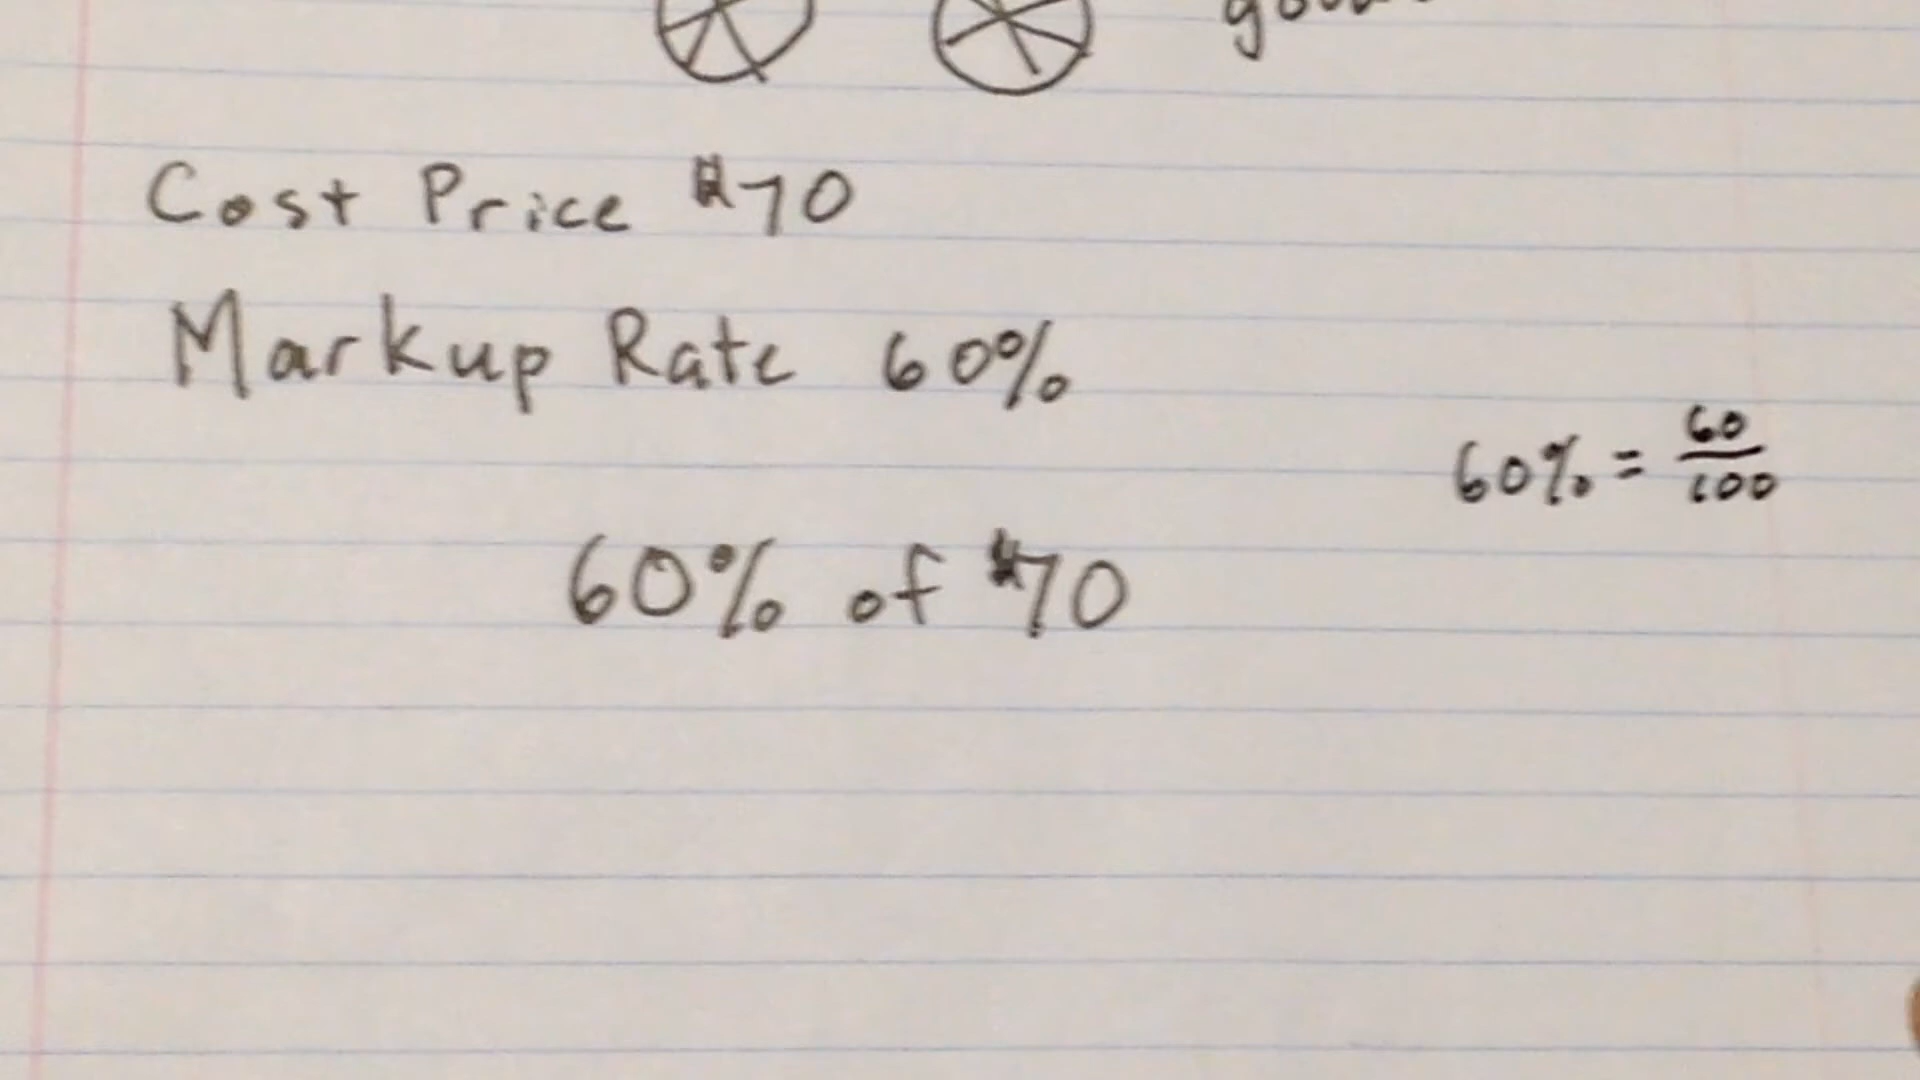 Cost Price $70
Markup Rate 60%
60% = 60/100
60% of $70